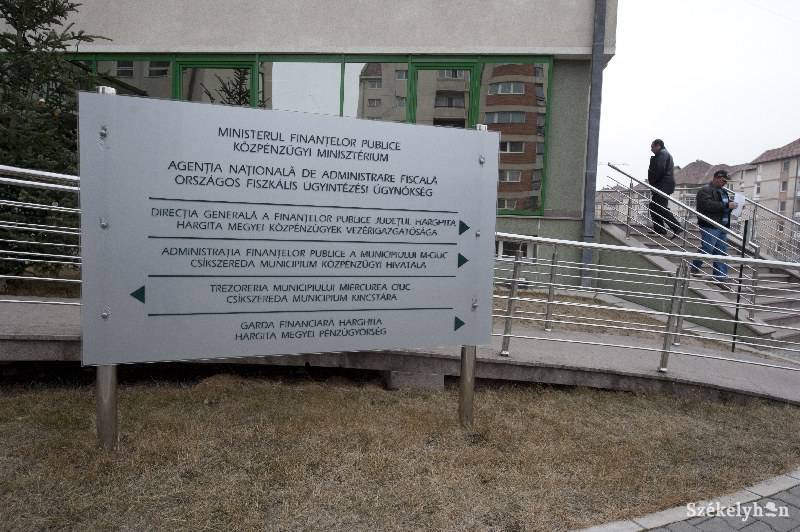 MINISTERUL FINANȚELOR PUBLICE
KÖZPÉNZÜGYI MINISZTÉRIUM
AGENȚIA NAȚIONALĂ DE ADMINISTRARE FISCALĂ
ORSZÁGOS FISZKÁLIS ÜGYINTÉZÉSI ÜGYNÖKSÉG
DIRECȚIA GENERALĂ A FINANȚELOR PUBLICE JUDEȚUL HARGHITA
HARGITA MEGYEI KÖZPÉNZÜGYEK VEZÉRIGAZGATÓSÁGA
ADMINISTRAȚIA FINANȚELOR PUBLICE A MUNICIPIULUI M-CIUC
CSÍKSZEREDA MUNICIPIUM KÖZPÉNZÜGYI HIVATALA
TREZORERIA MUNICIPIULUI MIERCUREA CIUC
CSÍKSZEREDA MUNICIPIUM KINCSTÁRA
GARDA FINANCIARĂ HARGHITA
HARGITA MEGYEI PÉNZÜGYŐRSÉG
Székelyhon